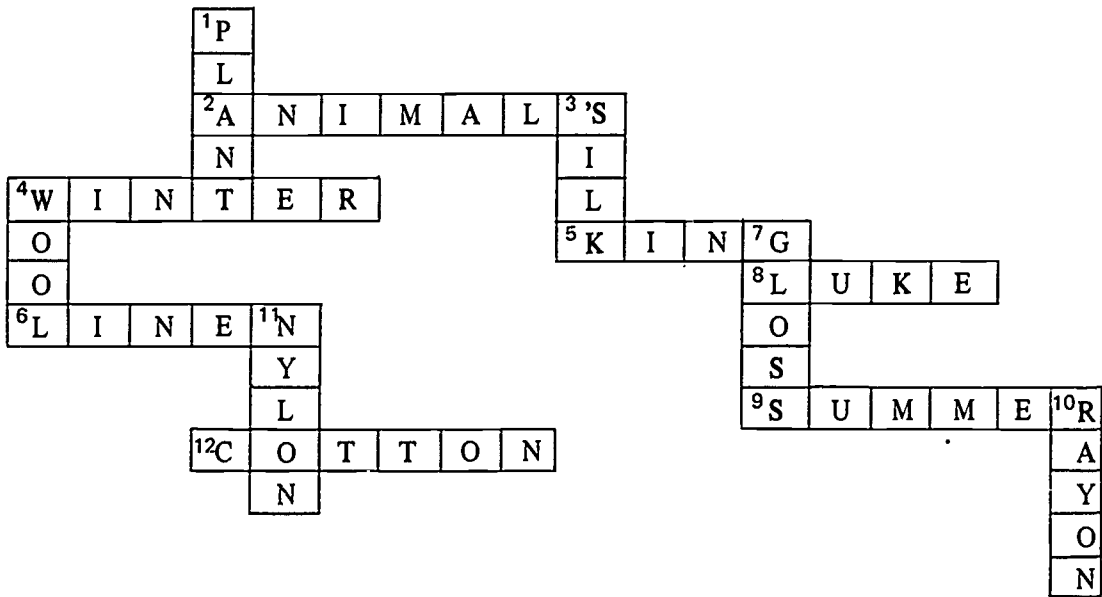 1P
L
2A N I M A L 3'S
N I
4W I N T E R L
O 5K I N 7G
O 8L U K E
6L I N E 11N O
Y S
L 9S U M M E 10R
12C O T T O N A
N Y
O
N